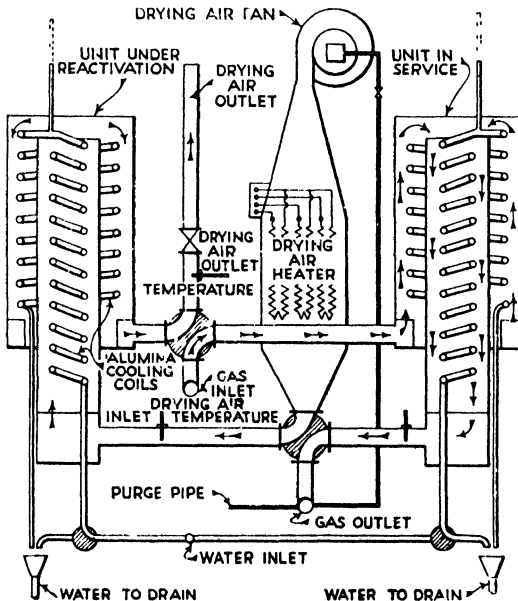 DRYING AIR FAN
UNIT UNDER
REACTIVATION
DRYING
AIR
OUTLET
UNIT IN
SERVICE
DRYING AIR
OUTLET
TEMPERATURE
DRYING
AIR
HEATER
ALUMINA
COOLING
COILS
GAS
INLET
DRYING AIR
INLET TEMPERATURE
PURGE PIPE
GAS OUTLET
WATER INLET
WATER TO DRAIN
WATER TO DRAIN